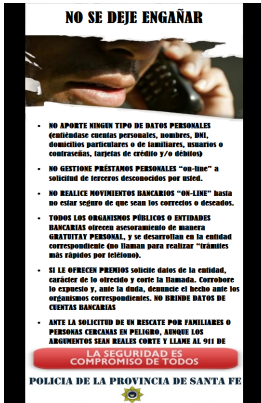 NO SE DEJE ENGAÑAR
• NO APORTE NINGUN TIPO DE DATOS PERSONALES
(entiéndase cuentas personales, nombres, DNI,
domicilios particulares o de familiares, usuarios o
contraseñas, tarjetas de crédito y/o débitos)
• NO GESTIONE PRÉSTAMOS PERSONALES "on-line" a
solicitud de terceros desconocidos por usted.
• NO REALICE MOVIMIENTOS BANCARIOS "ON-LINE" hasta
no estar seguro de que sean los correctos o deseados.
• TODOS LOS ORGANISMOS PÚBLICOS O ENTIDADES
BANCARIAS ofrecen asesoramiento de manera
GRATUITAY PERSONAL, y se desarrollan en la entidad
correspondiente (no llaman para realizar "trámites
más rápidos por teléfono).
• SI LE OFRECEN PREMIOS solicite datos de la entidad,
carácter de lo ofrecido y corte la llamada. Corrobore
lo expuesto y, ante la duda, denuncie el hecho ante los
organismos correspondientes. NO BRINDE DATOS DE
CUENTAS BANCARIAS
• ANTE LA SOLICITUD DE UN RESCATE POR FAMILIARES O
PERSONAS CERCANAS EN PELIGRO, AUNQUE LOS
ARGUMENTOS SEAN REALES CORTE Y LLAME AL 911 DE
LA SEGURIDAD ES
COMPROMISO DE TODOS
POLICIA DE LA PROVINCIA DE SANTA FE